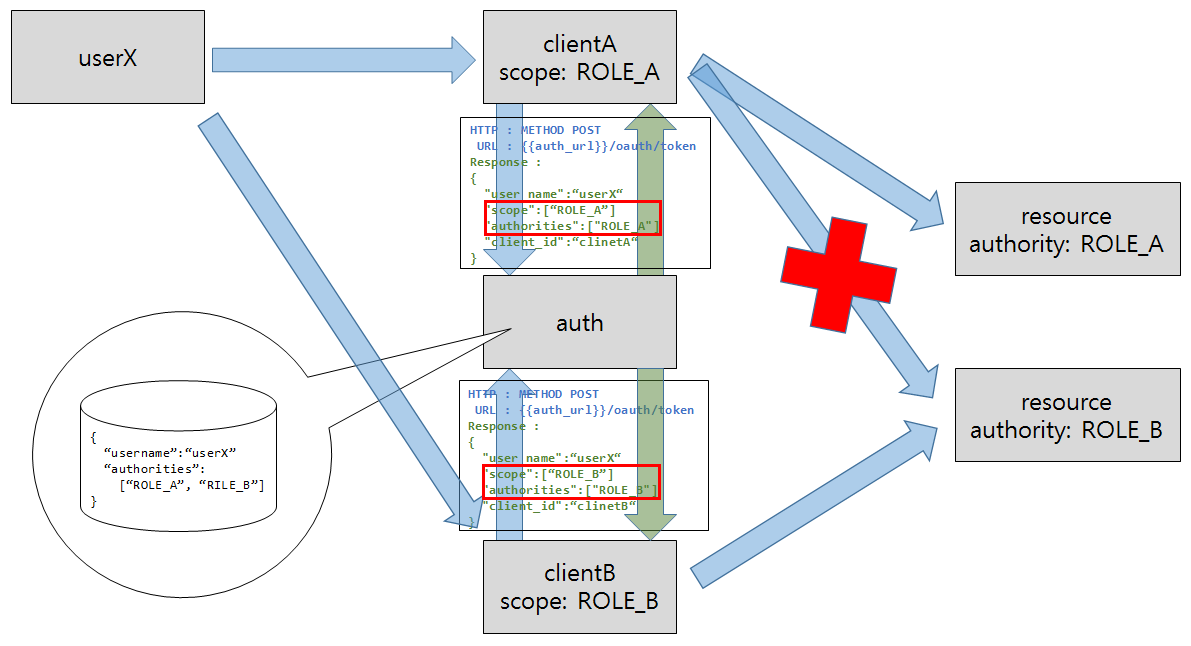 userX
clientA
scope: ROLE_A
HTTP : METHOD POST
URL : {{auth_url}}/oauth/token
Response :
{
"user_name":“userX“
"scope":[“ROLE_A”]
"authorities":["ROLE_A"]
"client_id":“clinetA“
}
resource
authority: ROLE_A
auth
resource
authority: ROLE_B
HTTP : METHOD POST
URL : {{auth_url}}/oauth/token
Response :
{
"user_name":“userX“
"scope":[“ROLE_B”]
"authorities":["ROLE_B"]
"client_id":“clinetB“
}
{
“username”:“userX”
“authorities”:
[“ROLE_A”, “RILE_B”]
}
clientB
scope: ROLE_B